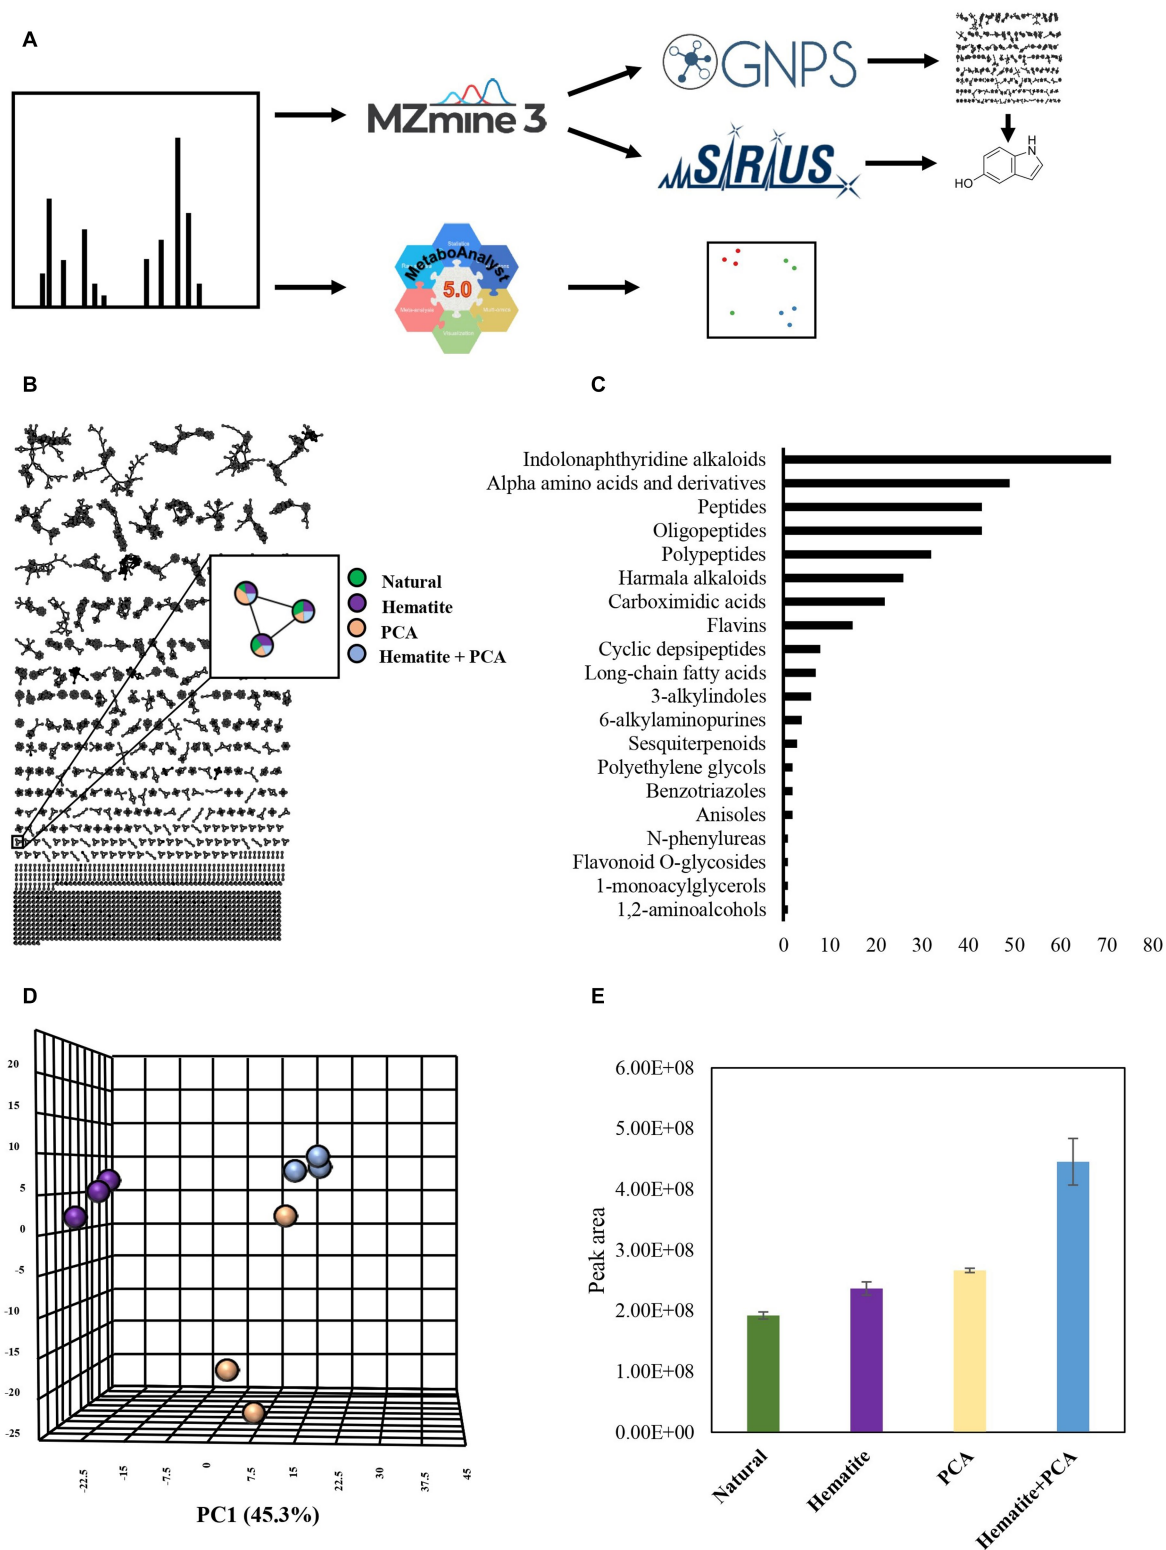 A
MZmine 3
GNPS
SIRIUS
H
N
HO
MetaboAnalyst
5.0
Statistics
Meta-analysis
Multi-omics
Visualization
B
Natural
Hematite
PCA
Hematite + PCA
C
Indolonaphthyridine alkaloids
Alpha amino acids and derivatives
Peptides
Oligopeptides
Polypeptides
Harmala alkaloids
Carboximidic acids
Flavins
Cyclic depsipeptides
Long-chain fatty acids
3-alkylindoles
6-alkylaminopurines
Sesquiterpenoids
Polyethylene glycols
Benzotriazoles
Anisoles
N-phenylureas
Flavonoid O-glycosides
1-monoacylglycerols
1,2-aminoalcohols
0 10 20 30 40 50 60 70 80
D
20
15
10
5
0
-5
-10
-15
-20
-25
-22.5 -15 -7.5 0 7.5 15 22.5 30 37.5 45
PC1 (45.3%)
E
Peak area
6.00E+08
5.00E+08
4.00E+08
3.00E+08
2.00E+08
1.00E+08
0.00E+00
Natural
Hematite
PCA
Hematite+PCA